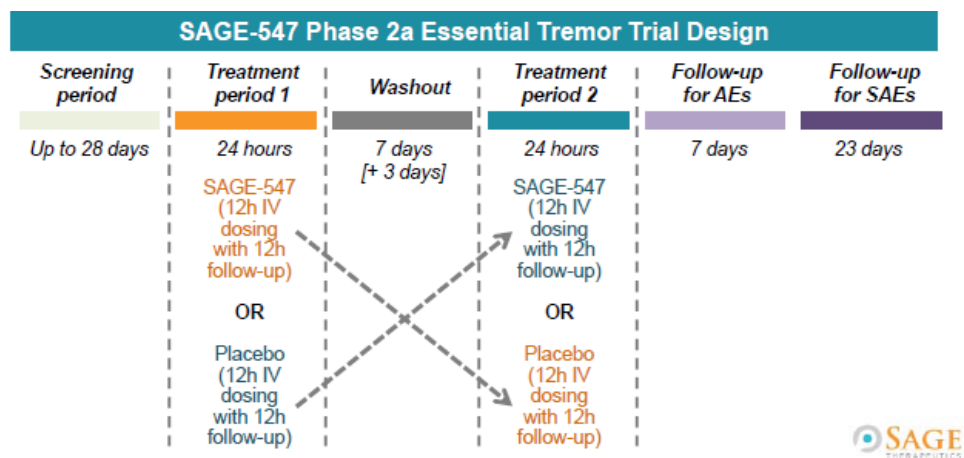 SAGE-547 Phase 2a Essential Tremor Trial Design
Screening
period
Up to 28 days
Treatment
period 1
24 hours
SAGE-547
(12h IV
dosing
with 12h
follow-up)
OR
Placebo
(12h IV
dosing
with 12h
follow-up)
Washout
7 days
[+ 3 days]
Treatment
period 2
24 hours
SAGE-547
(12h IV
dosing
with 12h
follow-up)
OR
Placebo
(12h IV
dosing
with 12h
follow-up)
Follow-up
for AEs
7 days
Follow-up
for SAEs
23 days
SAGE
THERAPEUTICS